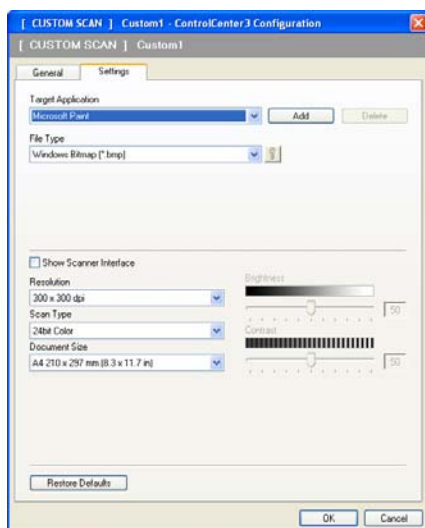 [ CUSTOM SCAN ] Custom1 - ControlCenter3 Configuration
[ CUSTOM SCAN ] Custom1
General Settings
Target Application
Microsoft Paint Add Delete
File Type
Windows Bitmap (*.bmp)
Show Scanner Interface
Resolution Brightness
300 x 300 dpi 50
Scan Type
24bit Color Contrast
Document Size
A4 210 x 297 mm (8.3 x 11.7 in) 50
Restore Defaults
OK Cancel